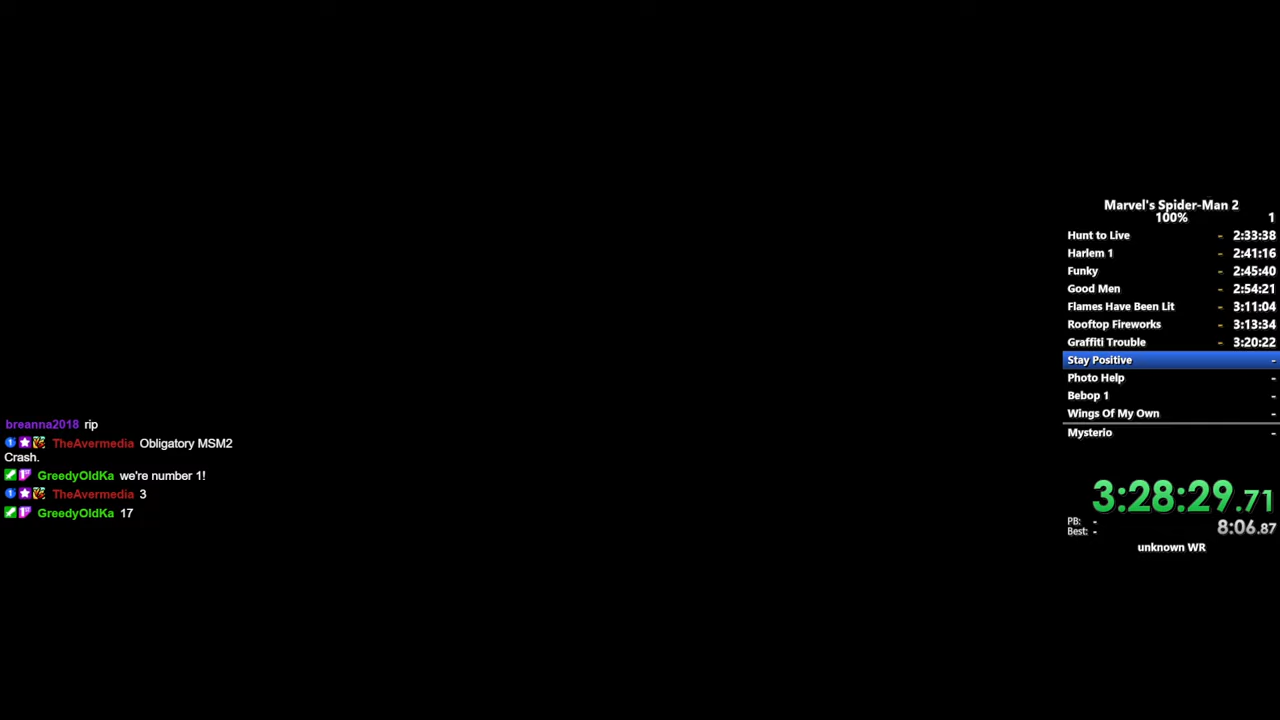 breanna2018 rip
TheAvermedia Obligatory MSM2
Crash.
GreedyOldKa we're number 1!
TheAvermedia 3
GreedyOldKa 17
Marvel's Spider-Man 2
100% 1
Hunt to Live - 2:33:38
Harlem 1 - 2:41:16
Funky - 2:45:40
Good Men - 2:54:21
Flames Have Been Lit - 3:11:04
Rooftop Fireworks - 3:13:34
Graffiti Trouble - 3:20:22
Stay Positive -
Photo Help -
Bebop 1 -
Wings Of My Own -
Mysterio -
3:28:29.71
PB: -
Best: - 8:06.87
unknown WR